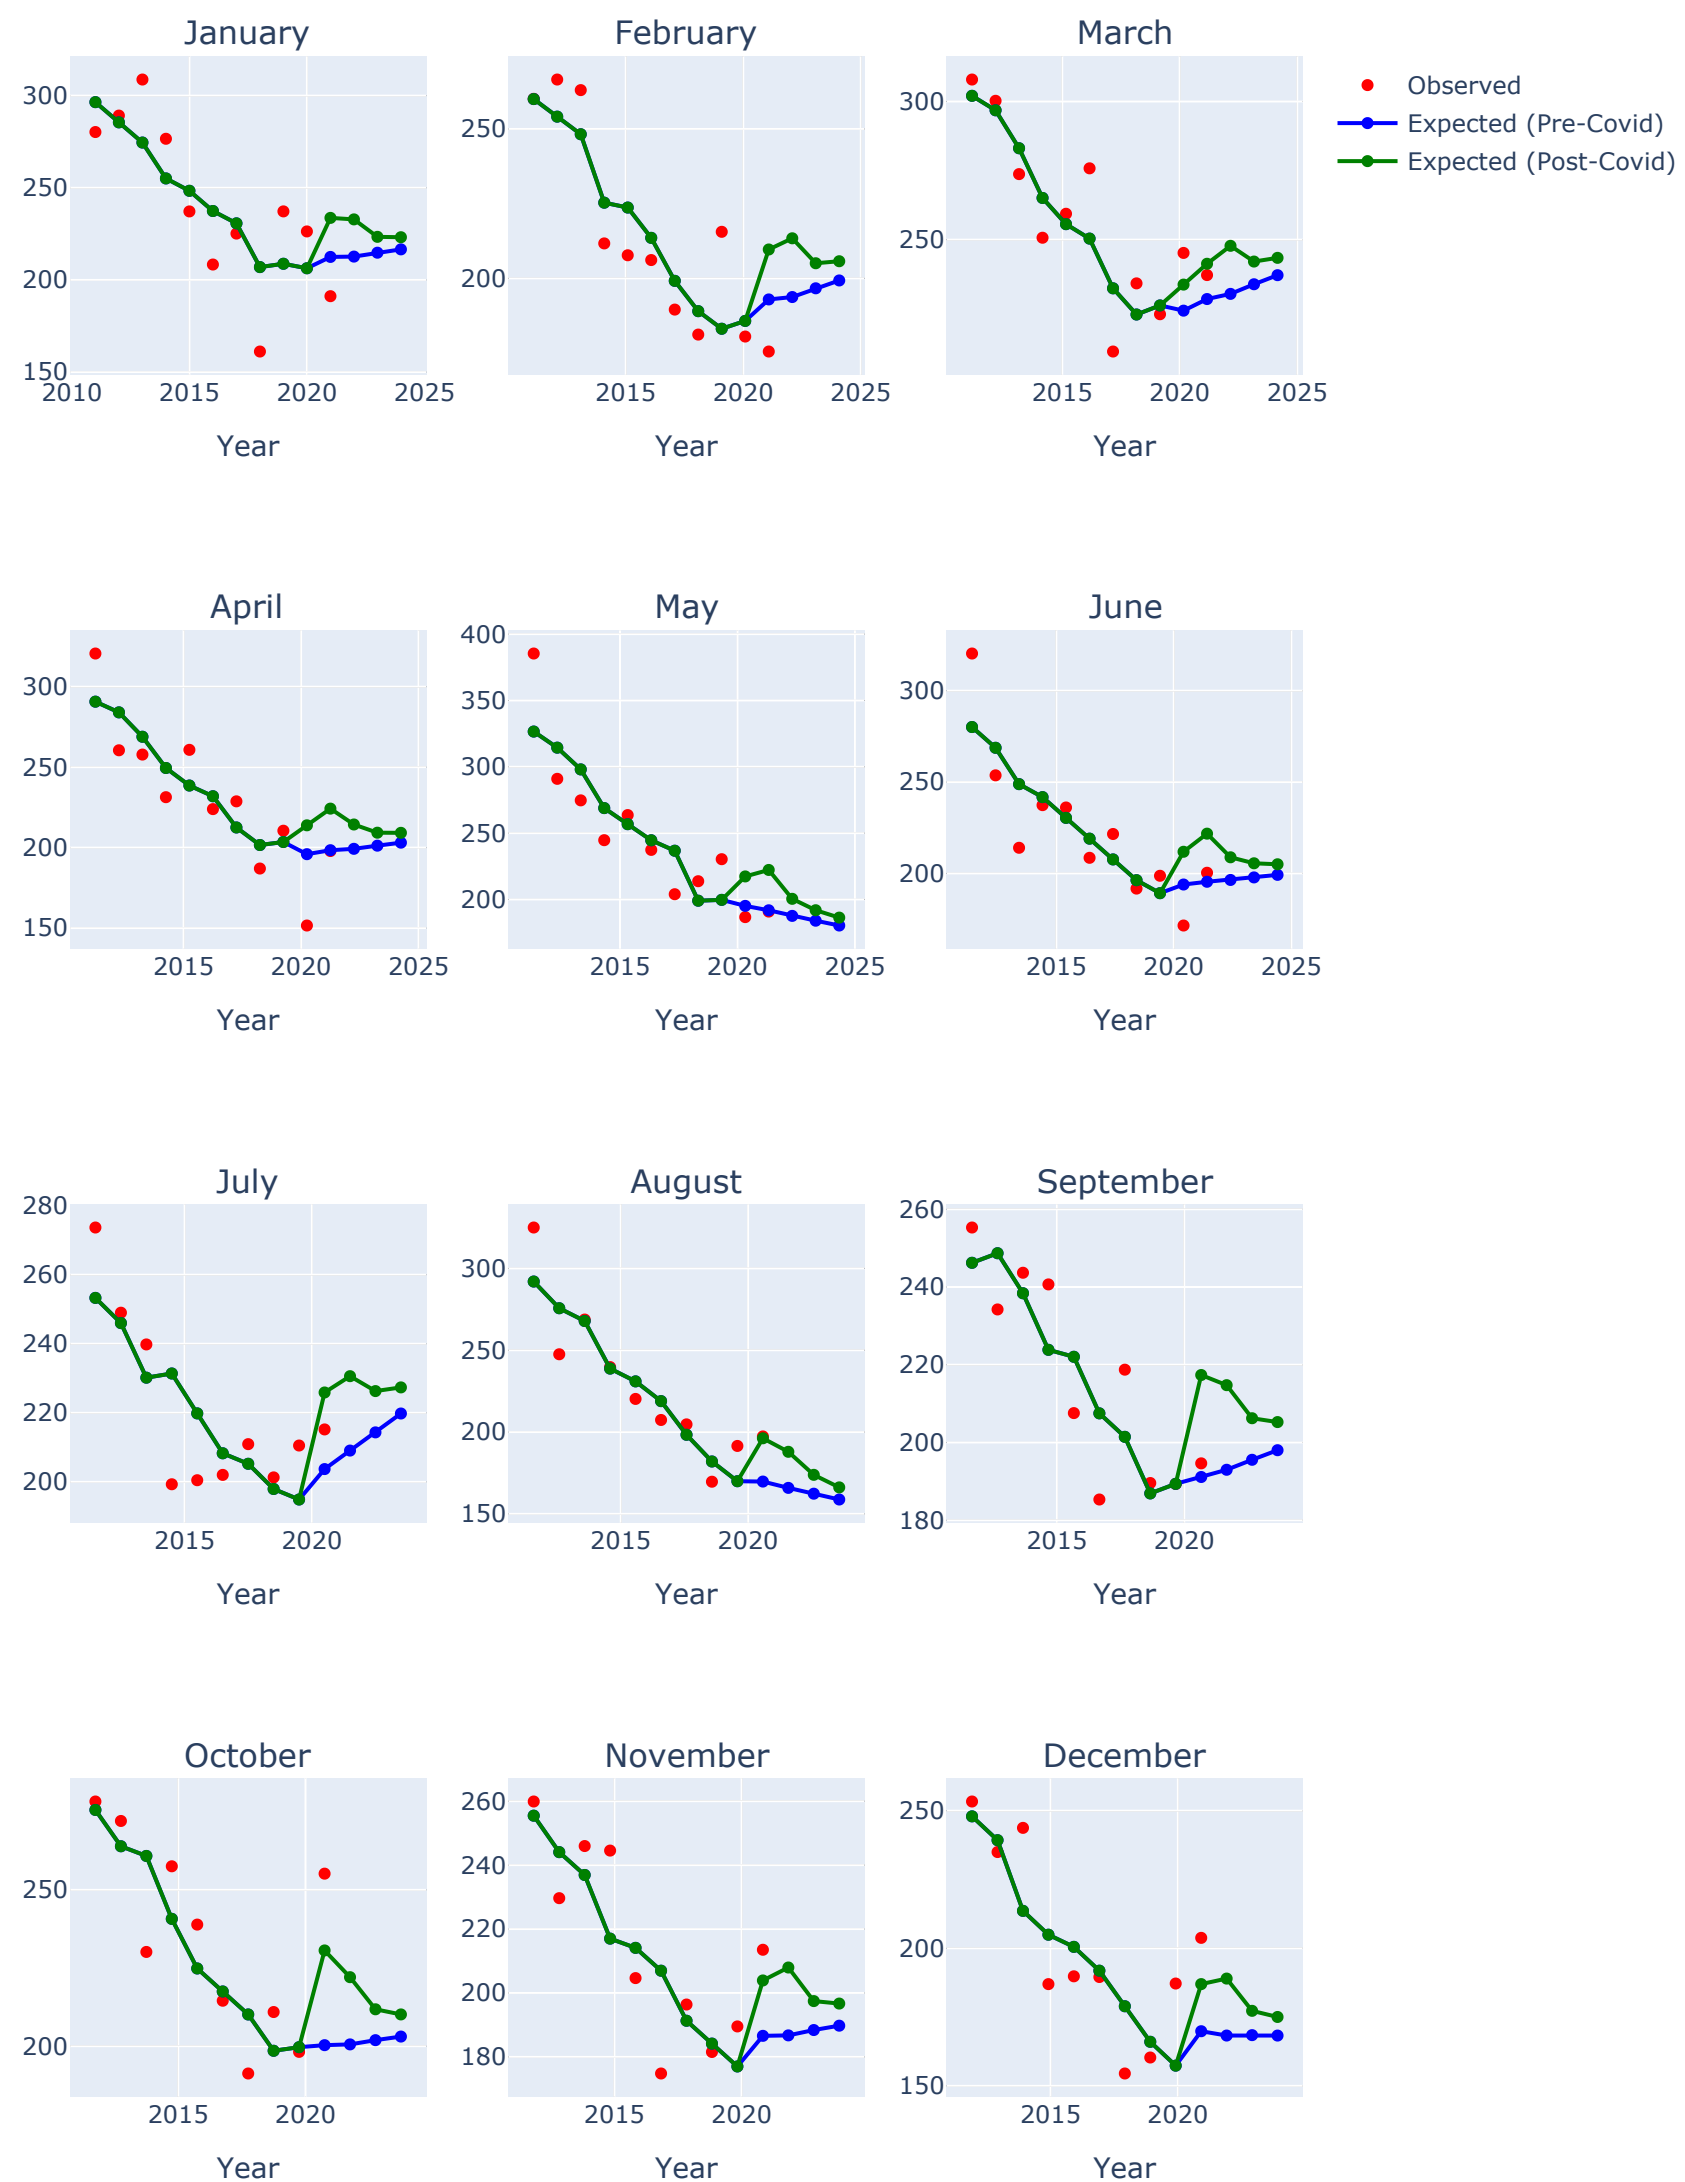 January
February
March
300
250
200
150
2010
2015
2020
2025
Year
250
200
2015
2020
2025
Year
300
250
2015
2020
2025
Year
Observed
Expected (Pre-Covid)
Expected (Post-Covid)
April
May
June
300
250
200
150
2015
2020
2025
Year
400
350
300
250
200
2015
2020
2025
Year
300
250
200
2015
2020
2025
Year
July
August
September
280
260
240
220
200
2015
2020
Year
300
250
200
150
2015
2020
Year
260
240
220
200
180
2015
2020
Year
October
November
December
250
200
2015
2020
Year
260
240
220
200
180
2015
2020
Year
250
200
150
2015
2020
Year